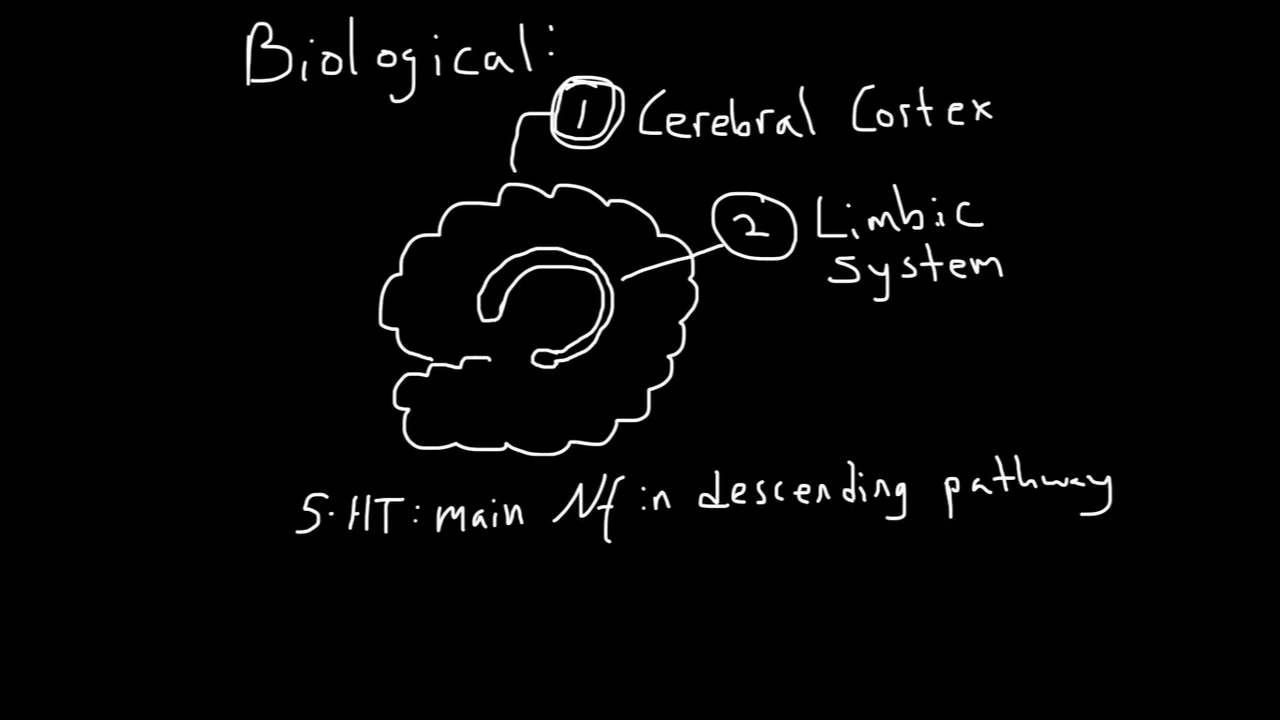 Biological:
1 Cerebral Cortex
2 Limbic
System
5-HT: main Nt in descending pathway